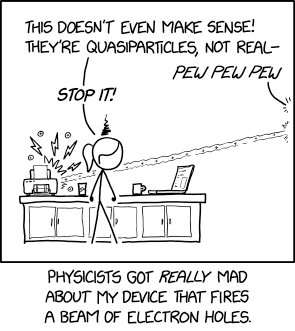 THIS DOESN'T EVEN MAKE SENSE!
THEY'RE QUASIPARTICLES, NOT REAL—
PEW PEW PEW
STOP IT!
PHYSICISTS GOT REALLY MAD
ABOUT MY DEVICE THAT FIRES
A BEAM OF ELECTRON HOLES.